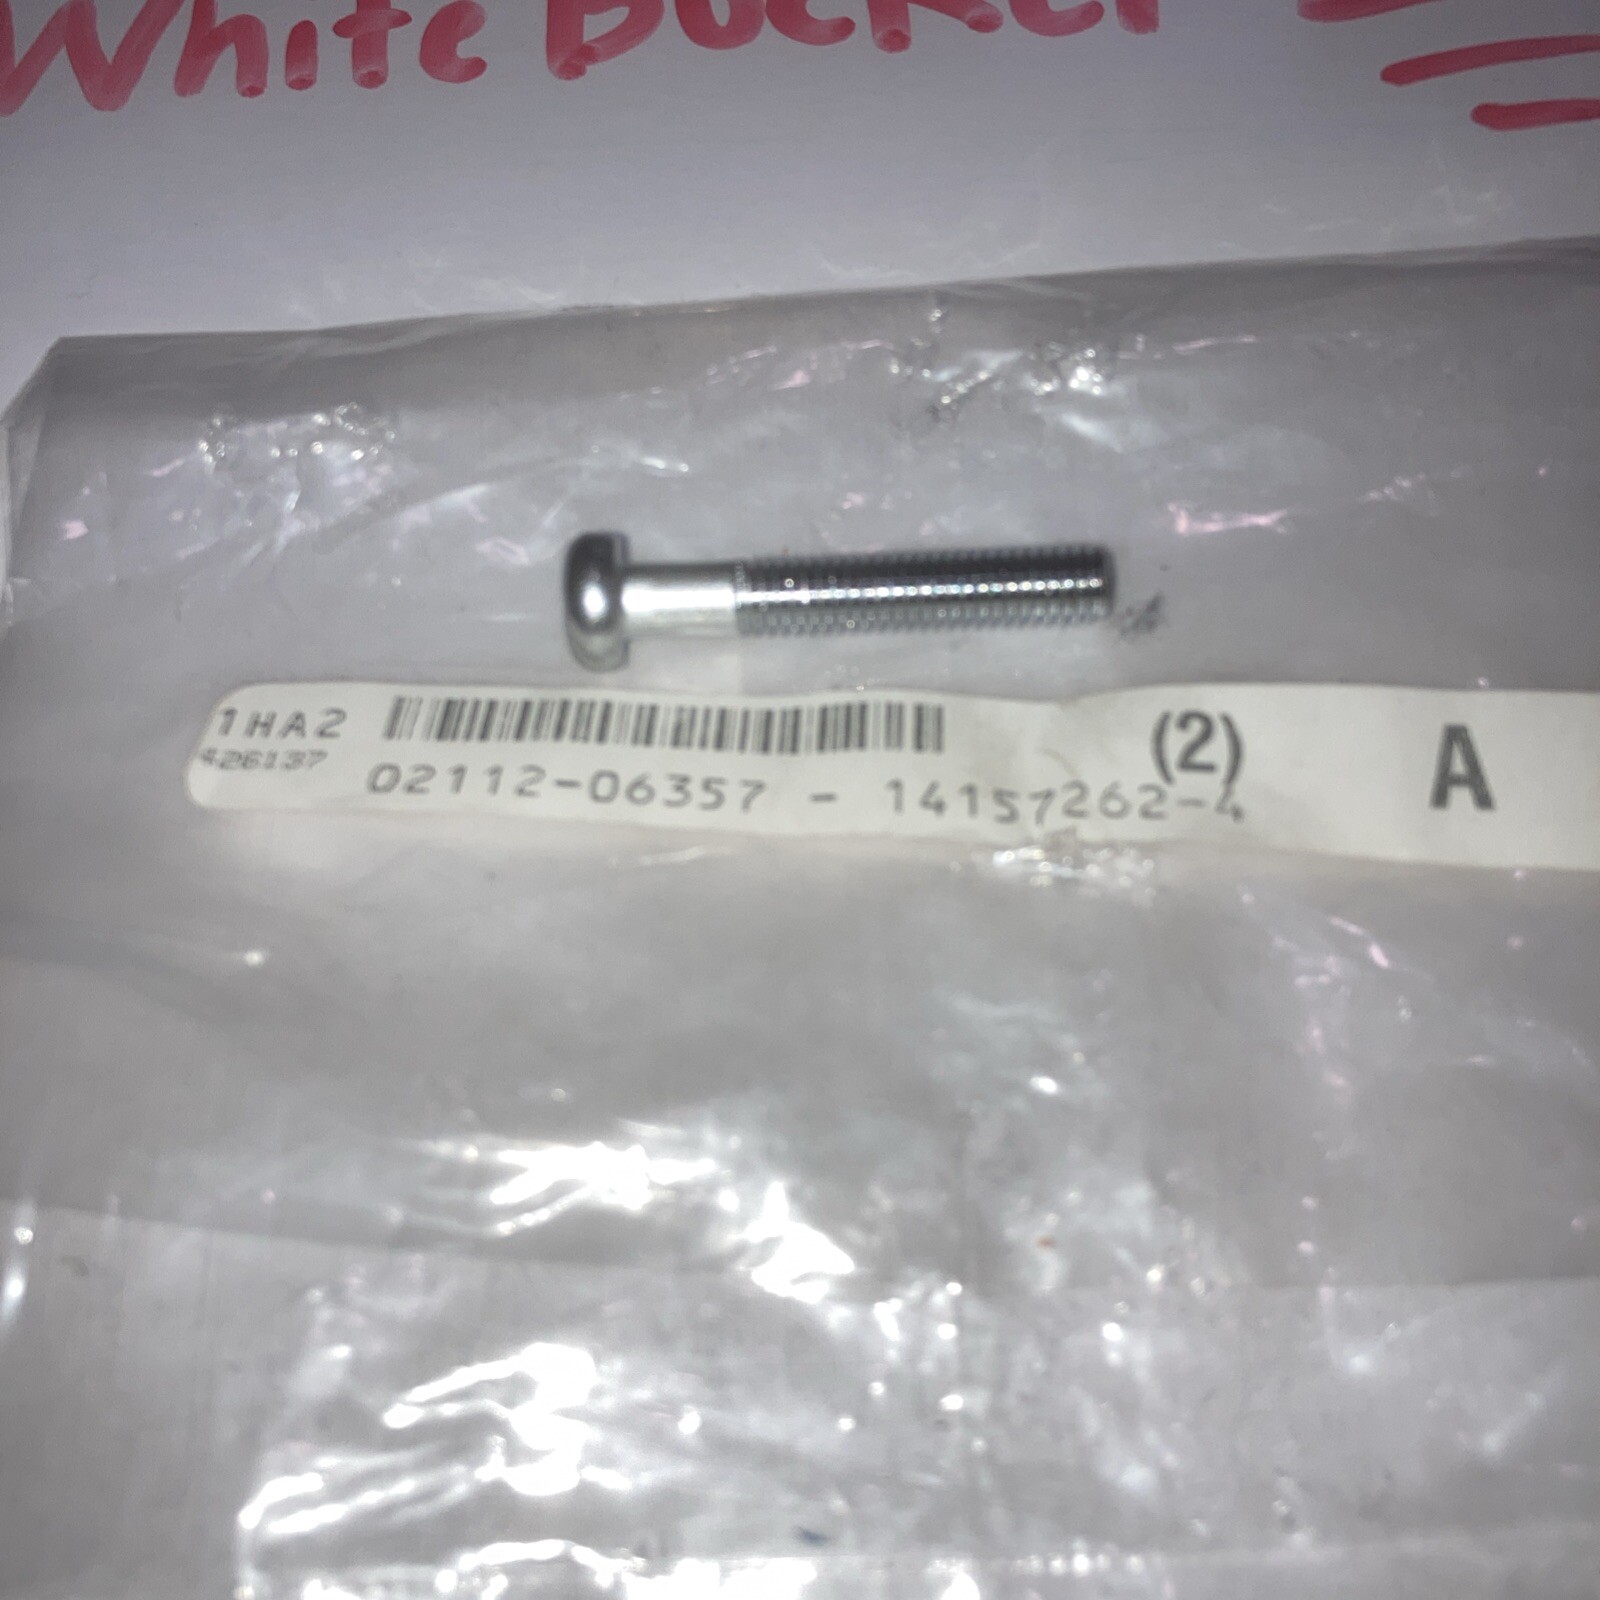 White Bucket
1HA2 (2) A
426137
02112-06357 - 14157262-4